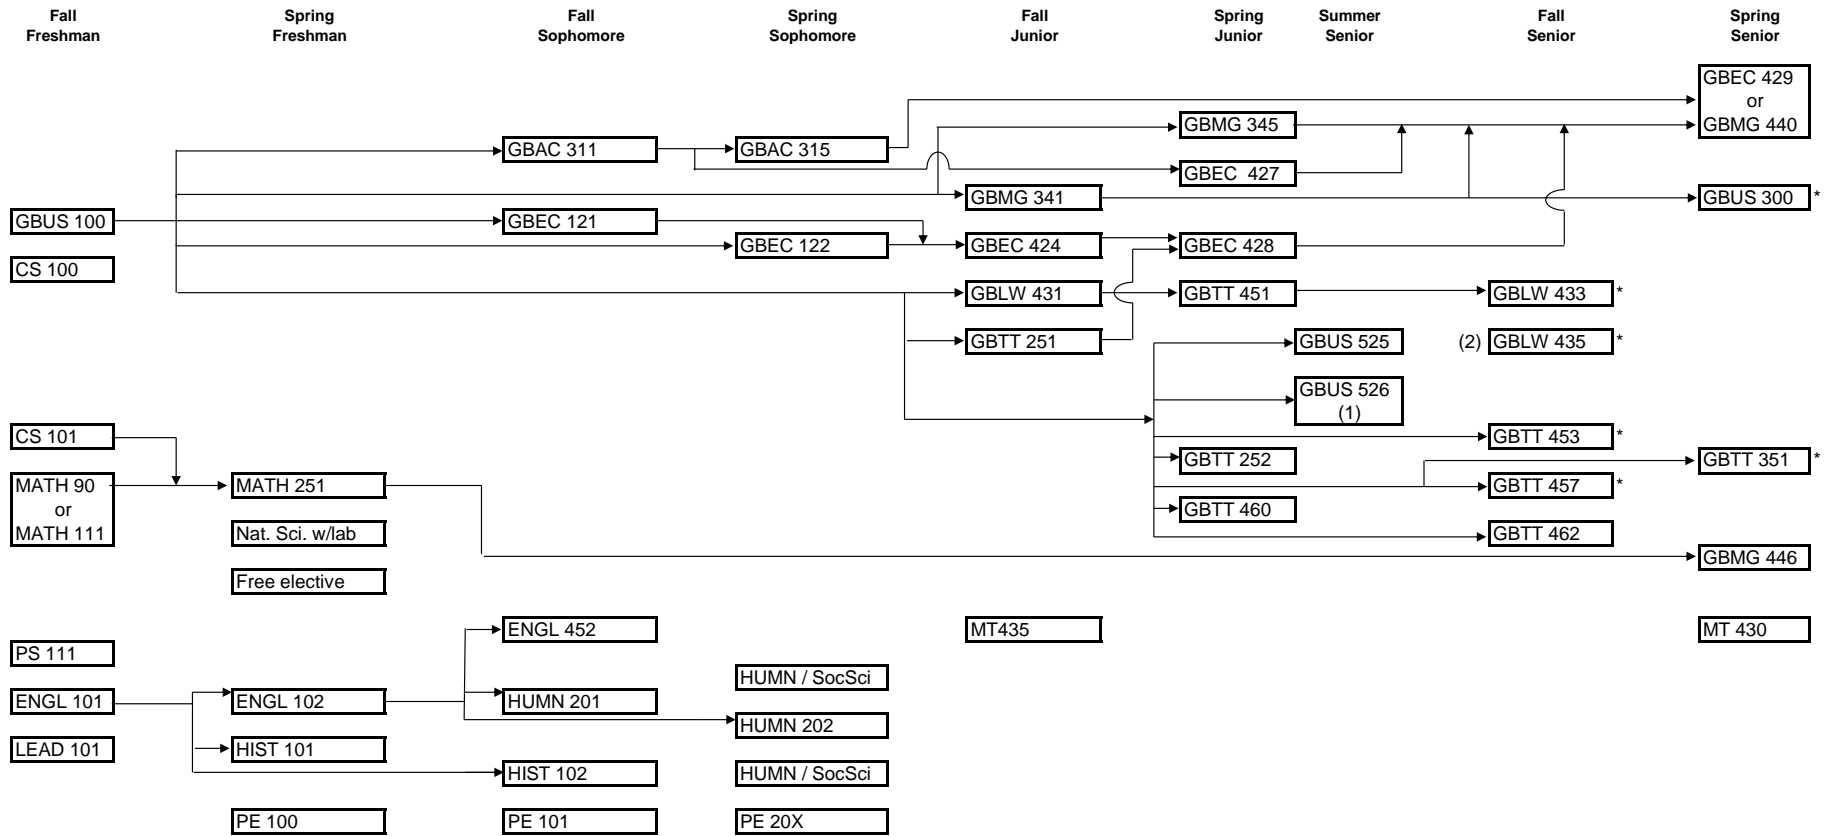 Fall Spring Fall Spring Fall Spring Summer Fall Spring
Freshman Freshman Sophomore Sophomore Junior Junior Senior Senior Senior
GBEC 429
or
GBMG 345 GBMG 440
GBAC 311 GBAC 315
GBEC 427
GBMG 341 GBUS 300 *
GBUS 100 GBEC 121
GBEC 122 GBEC 424 GBEC 428
CS 100
GBLW 431 GBTT 451 GBLW 433 *
GBTT 251 GBUS 525 (2) GBLW 435 *
GBUS 526
(1)
CS 101 GBTT 453 *
GBTT 252 GBTT 351 *
MATH 90 MATH 251 GBTT 457 *
or GBTT 460
MATH 111 Nat. Sci. w/lab GBTT 462
GBMG 446
Free elective
ENGL 452 MT435 MT 430
PS 111
HUMN / SocSci
ENGL 101 ENGL 102 HUMN 201
HUMN 202
LEAD 101 HIST 101
HIST 102 HUMN / SocSci
PE 100 PE 101 PE 20X